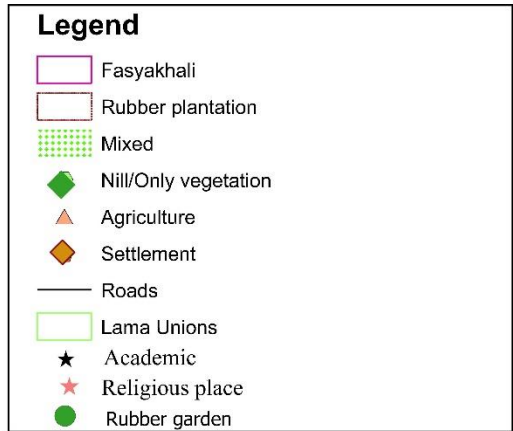 Legend
Fasyakhali
Rubber plantation
Mixed
Nill/Only vegetation
Agriculture
Settlement
Roads
Lama Unions
Academic
Religious place
Rubber garden